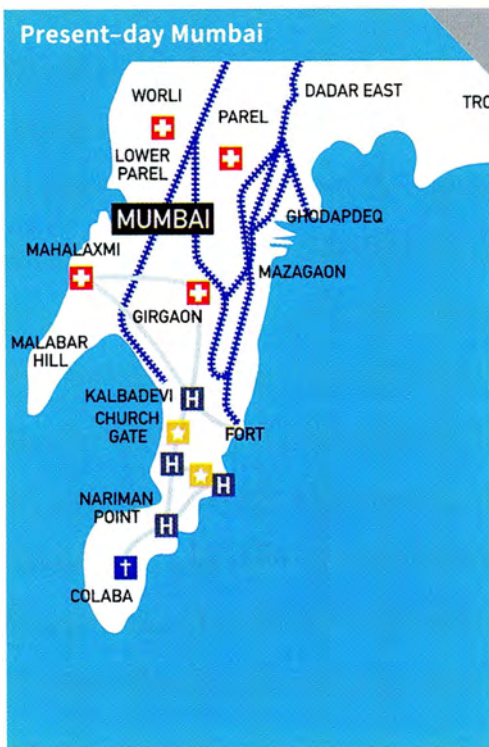 Present-day Mumbai
WORLI
DADAR EAST
PAREL
TRO
LOWER
PAREL
MUMBAI
GHODAPDEQ
MAHALAXMI
MAZAGAON
GIRGAON
MALABAR
HILL
KALBADEVI
H
CHURCH
GATE
FORT
H
H
NARIMAN
POINT
H
COLABA